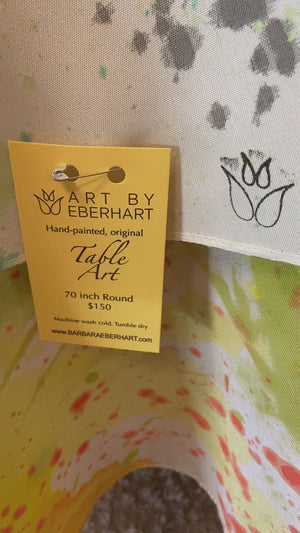 ART BY
EBERHART
Hand-painted, original
Table
Art
70 inch Round
$150
Machine wash cold, Tumble dry
www.BARBARAEBERHART.com